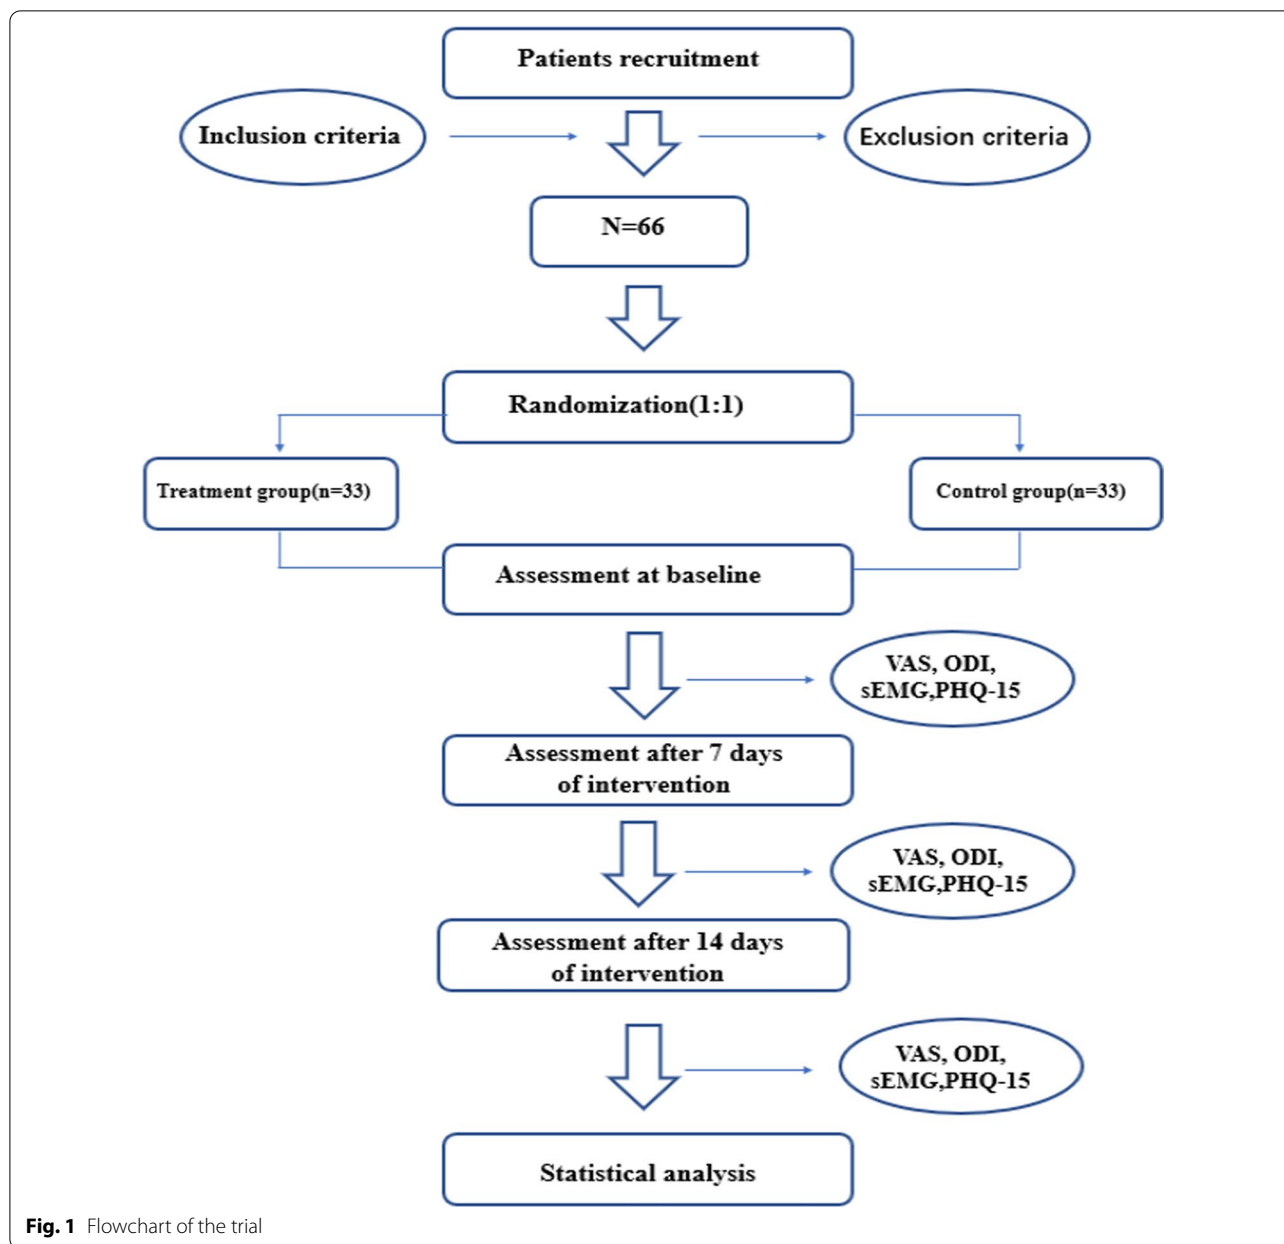 Patients recruitment
Inclusion criteria
Exclusion criteria
N=66
Randomization(1:1)
Treatment group(n=33)
Control group(n=33)
Assessment at baseline
VAS, ODI,
sEMG,PHQ-15
Assessment after 7 days
of intervention
VAS, ODI,
sEMG,PHQ-15
Assessment after 14 days
of intervention
VAS, ODI,
sEMG,PHQ-15
Statistical analysis
Fig. 1 Flowchart of the trial